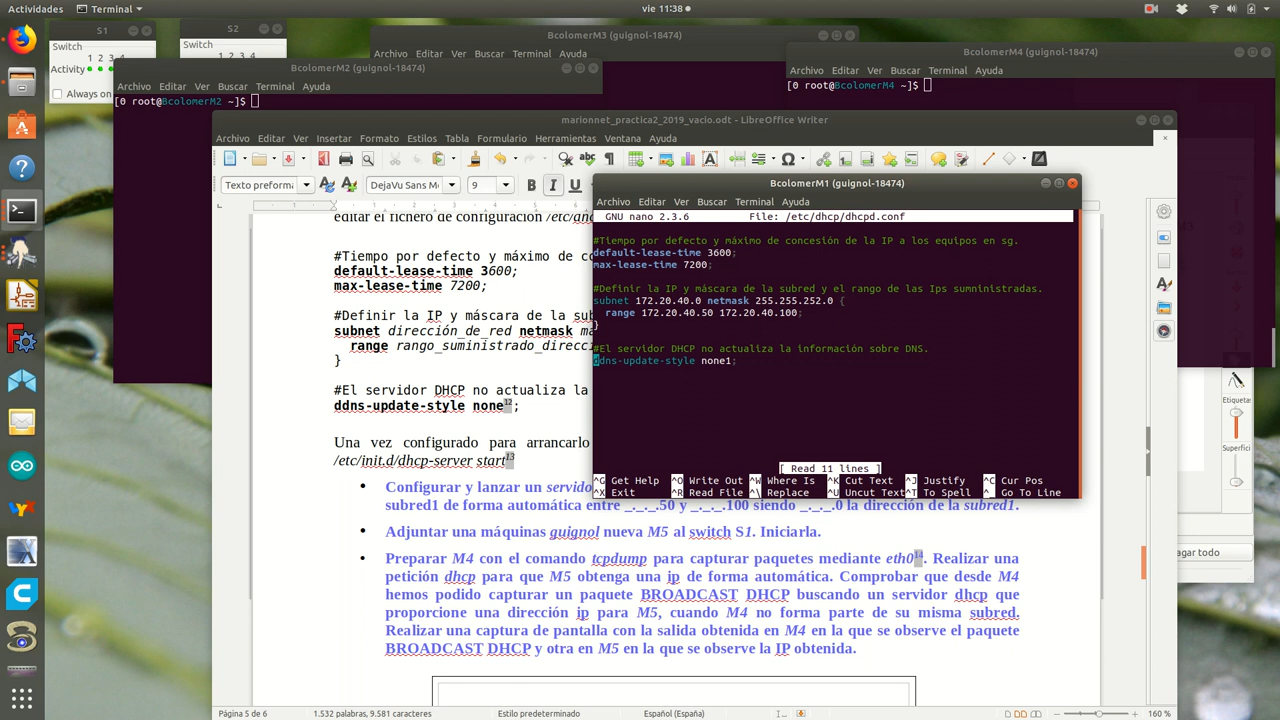 Actividades
Terminal
vie 11:38
S1
Switch
1 2 3 4
Activity
Always on
S2
Switch
1 2 3 4
BcolomerM3 (guignol-18474)
Archivo Editar Ver Buscar Terminal Ayuda
BcolomerM4 (guignol-18474)
Archivo Editar Ver Buscar Terminal Ayuda
[0 root@BcolomerM4 ~]$
BcolomerM2 (guignol-18474)
Archivo Editar Ver Buscar Terminal Ayuda
[0 root@BcolomerM2 ~]$
marionnet_practica2_2019_vacio.odt - LibreOffice Writer
Archivo Editar Ver Insertar Formato Estilos Tabla Formulario Herramientas Ventana Ayuda
Texto preforma
DejaVu Sans M
9
editar el fichero de configuración
#Tiempo por defecto y máximo de co
default-lease-time 3600;
max-lease-time 7200;
#Definir la IP y máscara de la sub
subnet dirección_de_red netmask
range rango_suministrado_direcci
}
#El servidor DHCP no actualiza la
ddns-update-style none12;
Una vez configurado para arrancarlo
/etc/init.d/dhcp-server start13
BcolomerM1 (guignol-18474)
Archivo Editar Ver Buscar Terminal Ayuda
GNU nano 2.3.6 File: /etc/dhcp/dhcpd.conf
#Tiempo por defecto y máximo de concesión de la IP a los equipos en sg.
default-lease-time 3600;
max-lease-time 7200;
#Definir la IP y máscara de la subred y el rango de las Ips sumninistradas.
subnet 172.20.40.0 netmask 255.255.252.0 {
range 172.20.40.50 172.20.40.100;
}
#El servidor DHCP no actualiza la información sobre DNS.
ddns-update-style none1;
[ Read 11 lines ]
^G Get Help ^O Write Out ^W Where Is ^K Cut Text ^J Justify ^C Cur Pos
^X Exit ^R Read File ^\ Replace ^U Uncut Text ^T To Spell ^_ Go To Line
• Configurar y lanzar un servido
subred1 de forma automática entre _._._.50 y _._._.100 siendo _._._.0 la dirección de la subred1.
• Adjuntar una máquinas guignol nueva M5 al switch S1. Iniciarla.
• Preparar M4 con el comando tcpdump para capturar paquetes mediante eth014. Realizar una
petición dhcp para que M5 obtenga una ip de forma automática. Comprobar que desde M4
hemos podido capturar un paquete BROADCAST DHCP buscando un servidor dhcp que
proporcione una dirección ip para M5, cuando M4 no forma parte de su misma subred.
Realizar una captura de pantalla con la salida obtenida en M4 en la que se observe el paquete
BROADCAST DHCP y otra en M5 en la que se observe la IP obtenida.
Etiquetas
agar todo
Página 5 de 6
1.532 palabras, 9.581 caracteres
Estilo predeterminado
Español (España)
160 %